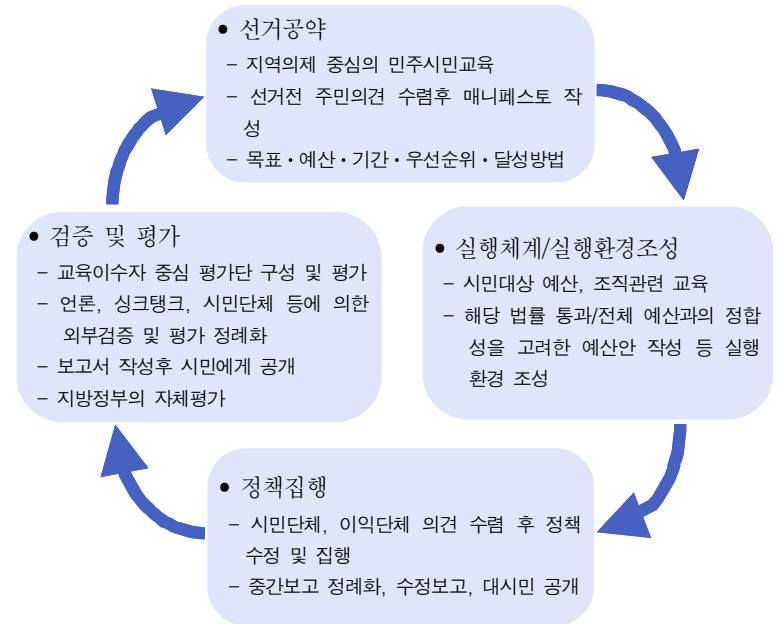 • 선거공약
– 지역의제 중심의 민주시민교육
– 선거전 주민의견 수렴후 매니페스토 작
성
– 목표・예산・기간・우선순위・달성방법
• 실행체계/실행환경조성
– 시민대상 예산, 조직관련 교육
– 해당 법률 통과/전체 예산과의 정합
성을 고려한 예산안 작성 등 실행
환경 조성
• 정책집행
– 시민단체, 이익단체 의견 수렴 후 정책
수정 및 집행
– 중간보고 정례화, 수정보고, 대시민 공개
• 검증 및 평가
– 교육이수자 중심 평가단 구성 및 평가
– 언론, 싱크탱크, 시민단체 등에 의한
외부검증 및 평가 정례화
– 보고서 작성후 시민에게 공개
– 지방정부의 자체평가